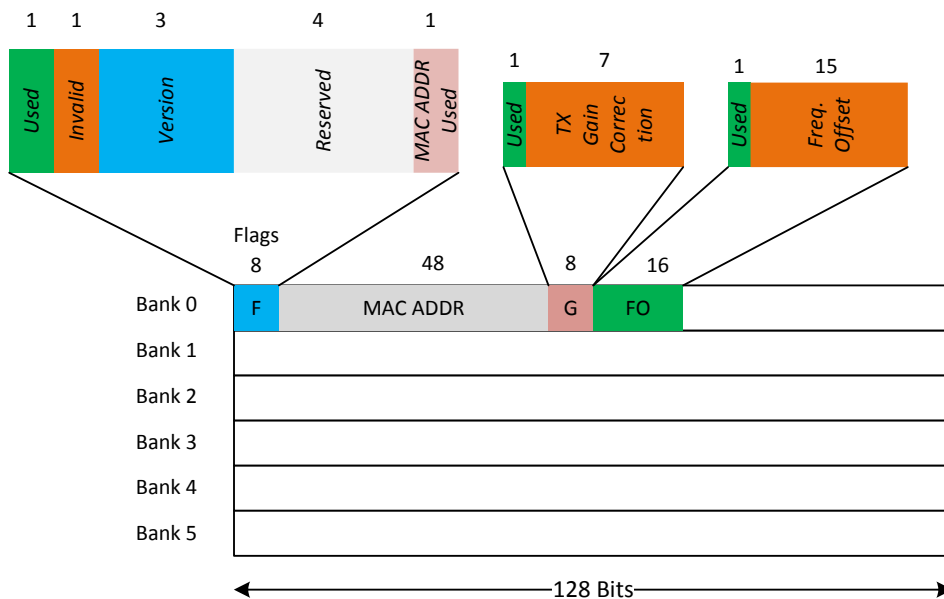 1 1 3 4 1
Used
Invalid
Version
Reserved
MAC ADDR
Used
1 7
Used
TX
Gain
Correc
tion
1 15
Used
Freq.
Offset
Flags
8 48 8 16
Bank 0 F MAC ADDR G FO
Bank 1
Bank 2
Bank 3
Bank 4
Bank 5
128 Bits